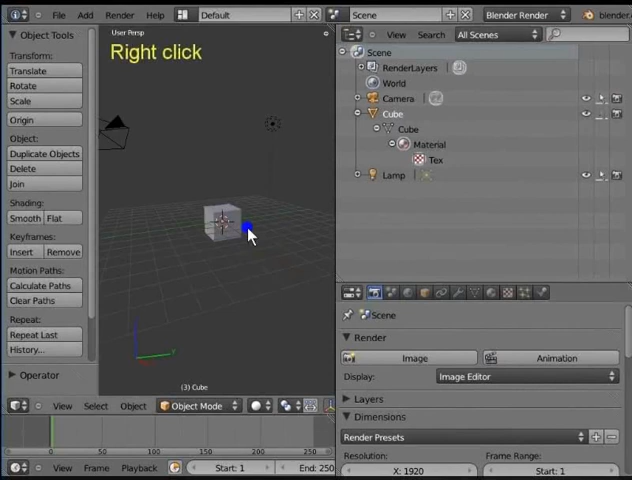 File Add Render Help Default Scene Blender Render blender.
Object Tools
Transform:
Translate
Rotate
Scale
Origin
Object:
Duplicate Objects
Delete
Join
Shading:
Smooth Flat
Keyframes:
Insert Remove
Motion Paths:
Calculate Paths
Clear Paths
Repeat:
Repeat Last
History...
Operator
User Persp
Right click
(3) Cube
View Select Object Object Mode
0 50 100 150 200 250
View Frame Playback Start: 1 End: 250
View Search All Scenes
Scene
RenderLayers
World
Camera
Cube
Cube
Material
Tex
Lamp
Scene
Render
Image Animation
Display: Image Editor
Layers
Dimensions
Render Presets
Resolution: Frame Range:
X: 1920 Start: 1